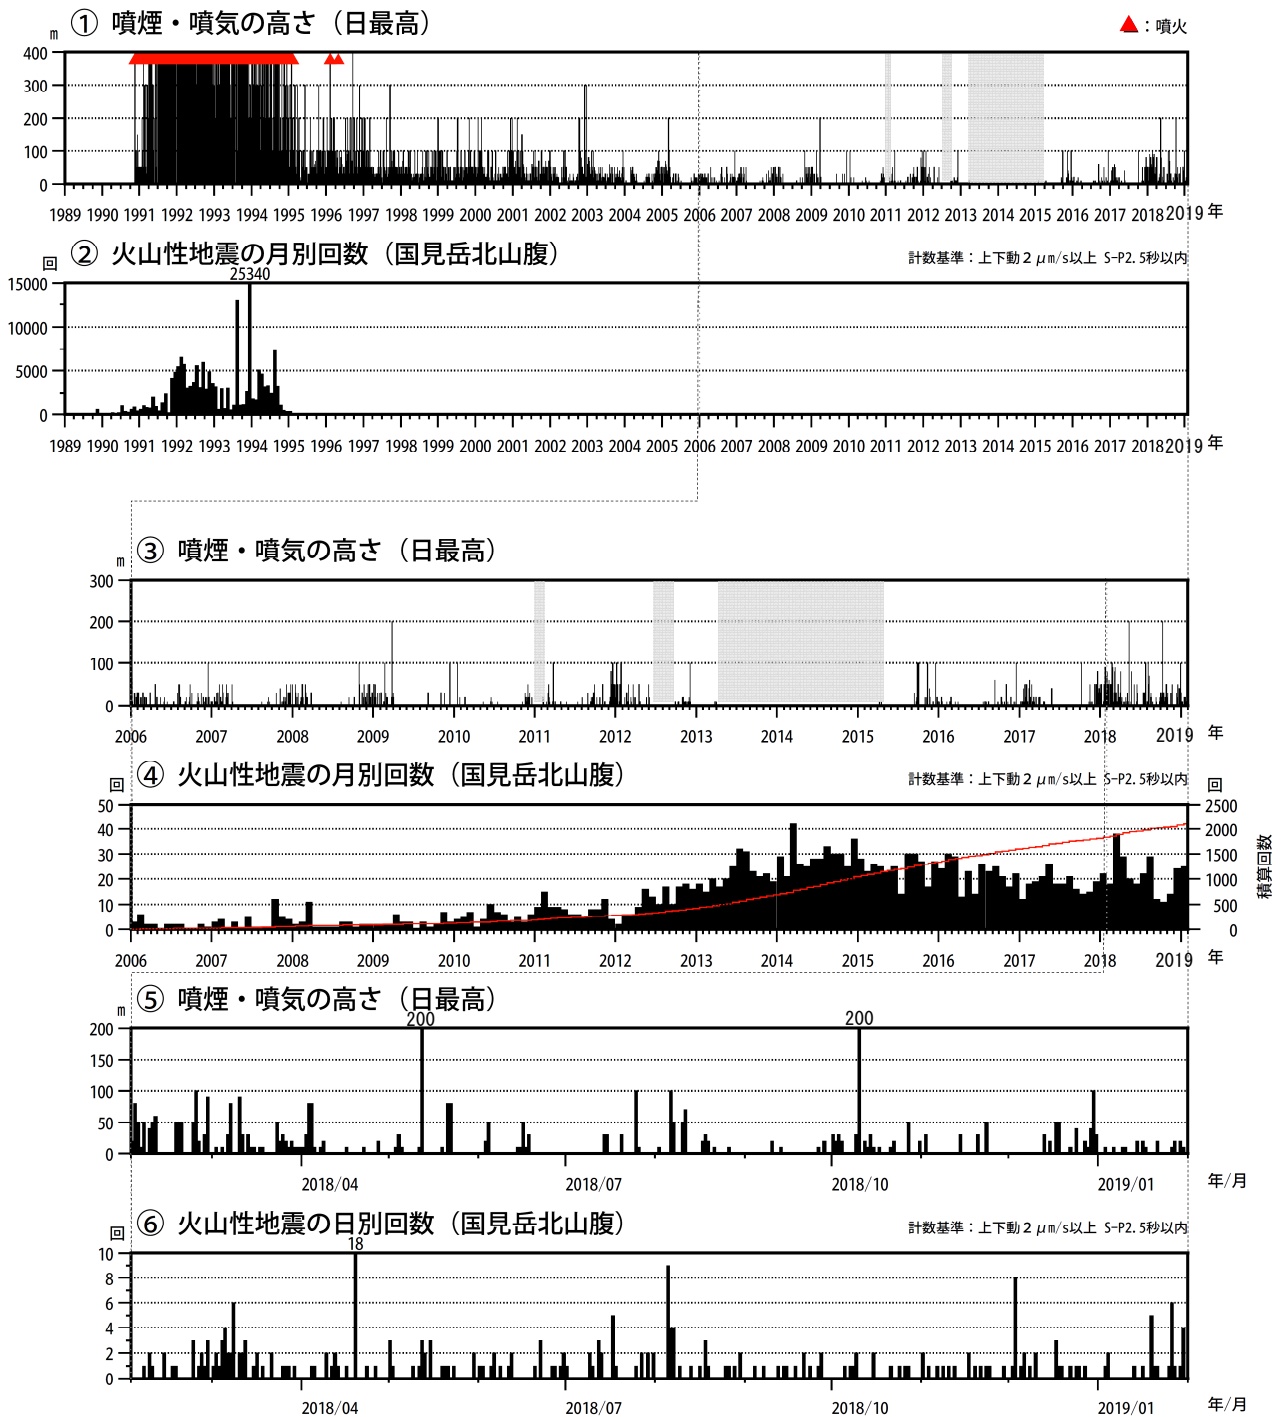 ① 噴煙・噴気の高さ（日最高）
▲：噴火
m
400
300
200
100
0
1989 1990 1991 1992 1993 1994 1995 1996 1997 1998 1999 2000 2001 2002 2003 2004 2005 2006 2007 2008 2009 2010 2011 2012 2013 2014 2015 2016 2017 2018 2019 年
② 火山性地震の月別回数（国見岳北山腹）
計数基準：上下動２μm/s以上 S-P2.5秒以内
回
25340
15000
10000
5000
0
1989 1990 1991 1992 1993 1994 1995 1996 1997 1998 1999 2000 2001 2002 2003 2004 2005 2006 2007 2008 2009 2010 2011 2012 2013 2014 2015 2016 2017 2018 2019 年
③ 噴煙・噴気の高さ（日最高）
m
300
200
100
0
2006 2007 2008 2009 2010 2011 2012 2013 2014 2015 2016 2017 2018 2019 年
④ 火山性地震の月別回数（国見岳北山腹）
計数基準：上下動２μm/s以上 S-P2.5秒以内
回
回
50
40
30
20
10
0
2500
2000
1500
1000
500
0
積算回数
2006 2007 2008 2009 2010 2011 2012 2013 2014 2015 2016 2017 2018 2019 年
⑤ 噴煙・噴気の高さ（日最高）
m
200
200
200
150
100
50
0
2018/04 2018/07 2018/10 2019/01 年/月
⑥ 火山性地震の日別回数（国見岳北山腹）
計数基準：上下動２μm/s以上 S-P2.5秒以内
回
18
10
8
6
4
2
0
2018/04 2018/07 2018/10 2019/01 年/月